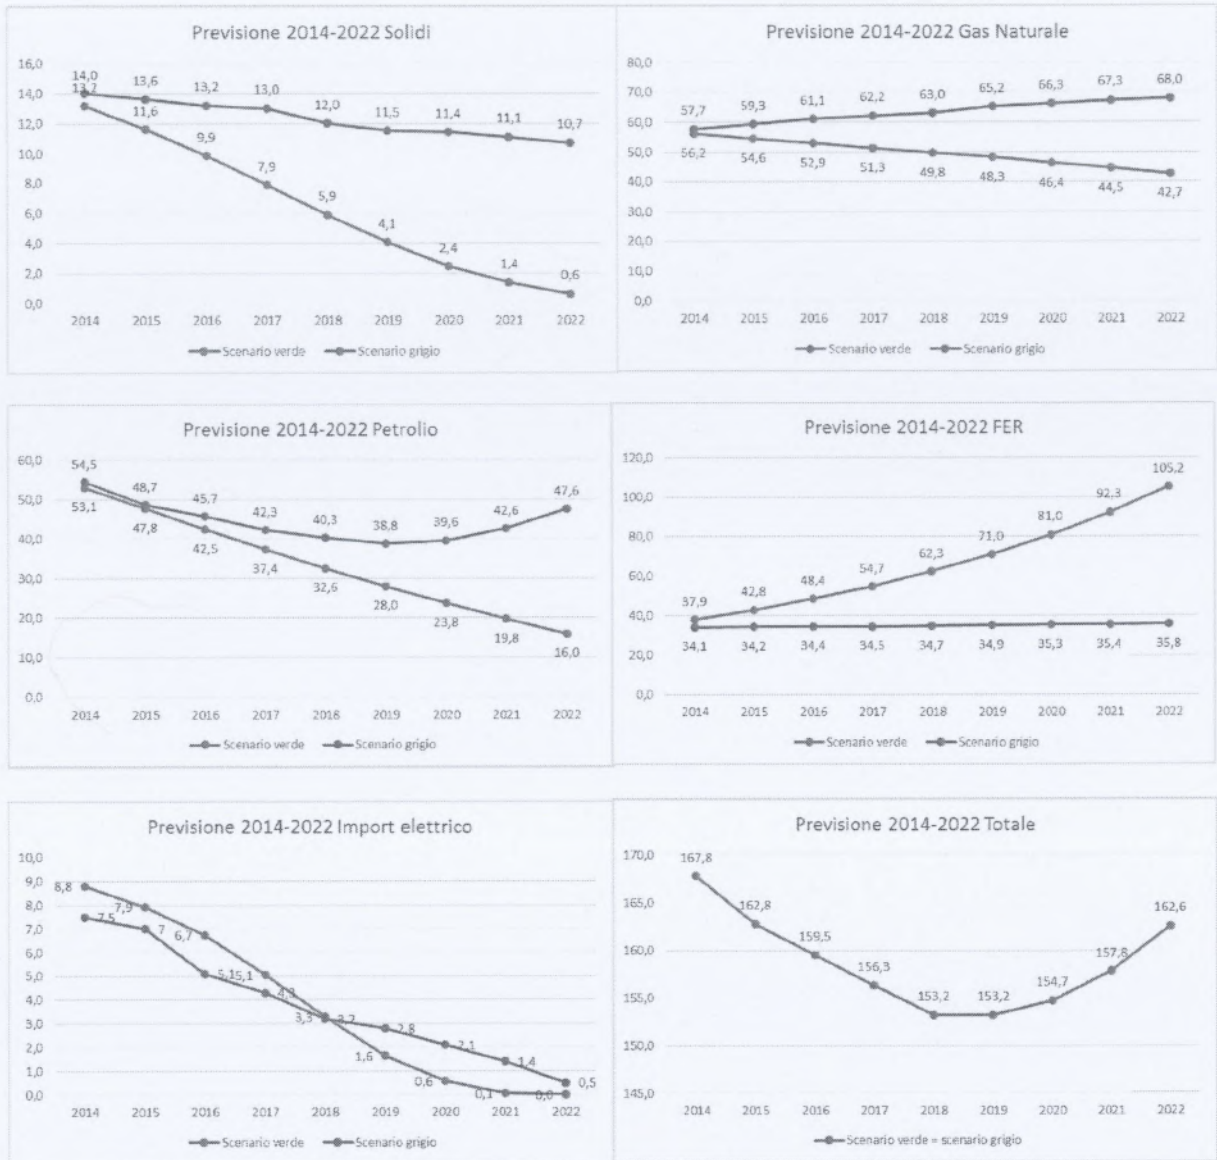 Previsione 2014-2022 Solidi
16,0
14,0
12,0
10,0
8,0
6,0
4,0
2,0
0,0
14,0 13,6 13,2 13,0 12,0 11,5 11,4 11,1 10,7
13,2 11,6 9,9 7,9 5,9 4,1 2,4 1,4 0,6
2014 2015 2016 2017 2018 2019 2020 2021 2022
Scenario verde Scenario grigio
Previsione 2014-2022 Gas Naturale
80,0
70,0
60,0
50,0
40,0
30,0
20,0
10,0
0,0
57,7 59,3 61,1 62,2 63,0 65,2 66,3 67,3 68,0
56,2 54,6 52,9 51,3 49,8 48,3 46,4 44,5 42,7
2014 2015 2016 2017 2018 2019 2020 2021 2022
Scenario verde Scenario grigio
Previsione 2014-2022 Petrolio
60,0
50,0
40,0
30,0
20,0
10,0
0,0
54,5 48,7 45,7 42,3 40,3 38,8 39,6 42,6 47,6
53,1 47,8 42,5 37,4 32,6 28,0 23,8 19,8 16,0
2014 2015 2016 2017 2018 2019 2020 2021 2022
Scenario verde Scenario grigio
Previsione 2014-2022 FER
120,0
100,0
80,0
60,0
40,0
20,0
0,0
37,9 42,8 48,4 54,7 62,3 71,0 81,0 92,3 105,2
34,1 34,2 34,4 34,5 34,7 34,9 35,3 35,4 35,8
2014 2015 2016 2017 2018 2019 2020 2021 2022
Scenario verde Scenario grigio
Previsione 2014-2022 Import elettrico
10,0
9,0
8,0
7,0
6,0
5,0
4,0
3,0
2,0
1,0
0,0
8,8 7,9 6,7 5,1 3,3 1,6 0,6 0,1 0,0
7,5 7 5,1 4,3 3,2 2,8 2,1 1,4 0,5
2014 2015 2016 2017 2018 2019 2020 2021 2022
Scenario verde Scenario grigio
Previsione 2014-2022 Totale
170,0
165,0
160,0
155,0
150,0
145,0
167,8 162,8 159,5 156,3 153,2 153,2 154,7 157,8 162,6
2014 2015 2016 2017 2018 2019 2020 2021 2022
Scenario verde = scenario grigio